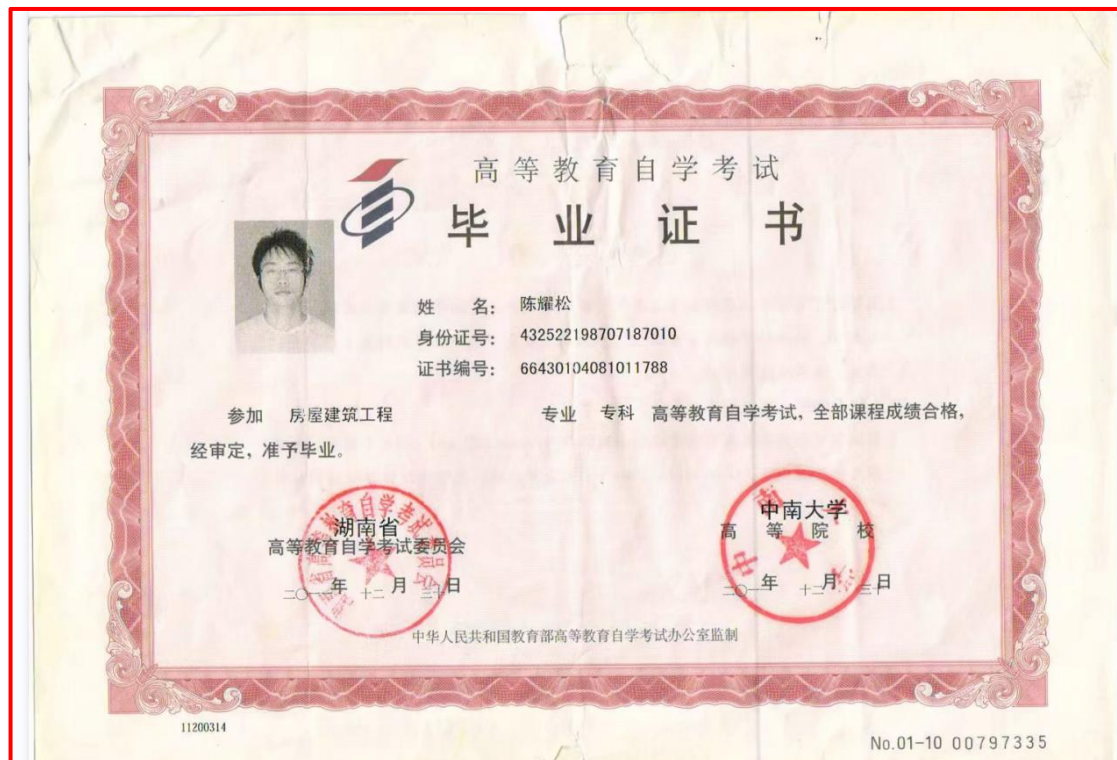 高等教育自学考试
毕业证书
姓 名： 陈耀松
身份证号： 432522198707187010
证书编号： 66430104081011788
参加 房屋建筑工程 专业 专科 高等教育自学考试，全部课程成绩合格，
经审定，准予毕业。
湖南省
高等教育自学考试委员会
年 十二 月 三十 日
中南大学
高 等 院 校
年 十二 月 三十 日
中华人民共和国教育部高等教育自学考试办公室监制
11200314
No.01-10 00797335